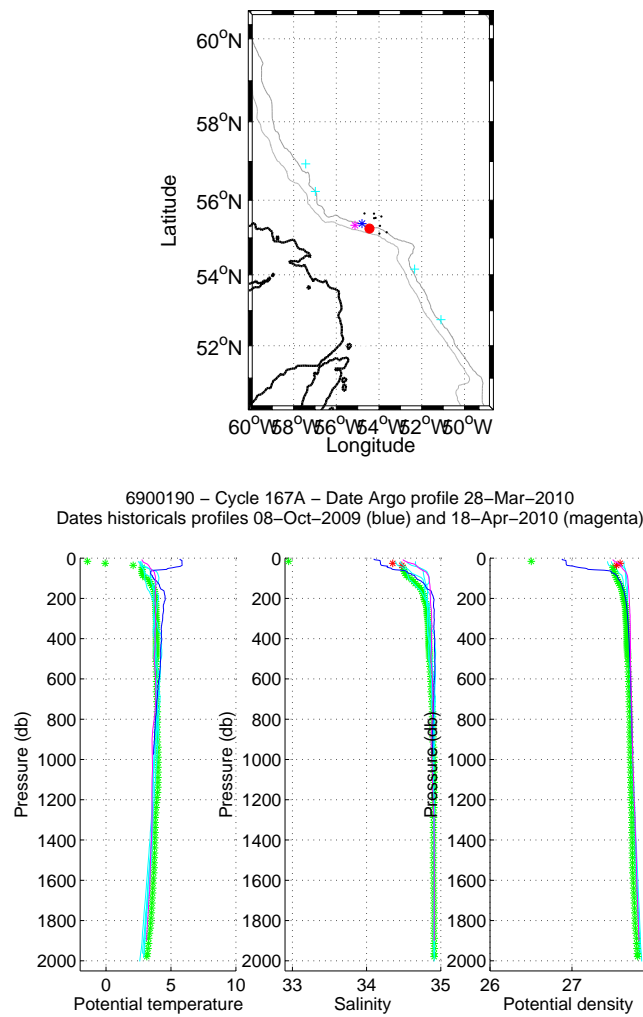 60°N
58°N
56°N
54°N
52°N
Latitude
60°W 58°W 56°W 54°W 52°W 50°W
Longitude
6900190 − Cycle 167A − Date Argo profile 28−Mar−2010
Dates historicals profiles 08−Oct−2009 (blue) and 18−Apr−2010 (magenta)
0
200
400
600
800
1000
1200
1400
1600
1800
2000
Pressure (db)
0 5 10
Potential temperature
0
200
400
600
800
1000
1200
1400
1600
1800
2000
Pressure (db)
33 34 35
Salinity
0
200
400
600
800
1000
1200
1400
1600
1800
2000
Pressure (db)
26 27
Potential density